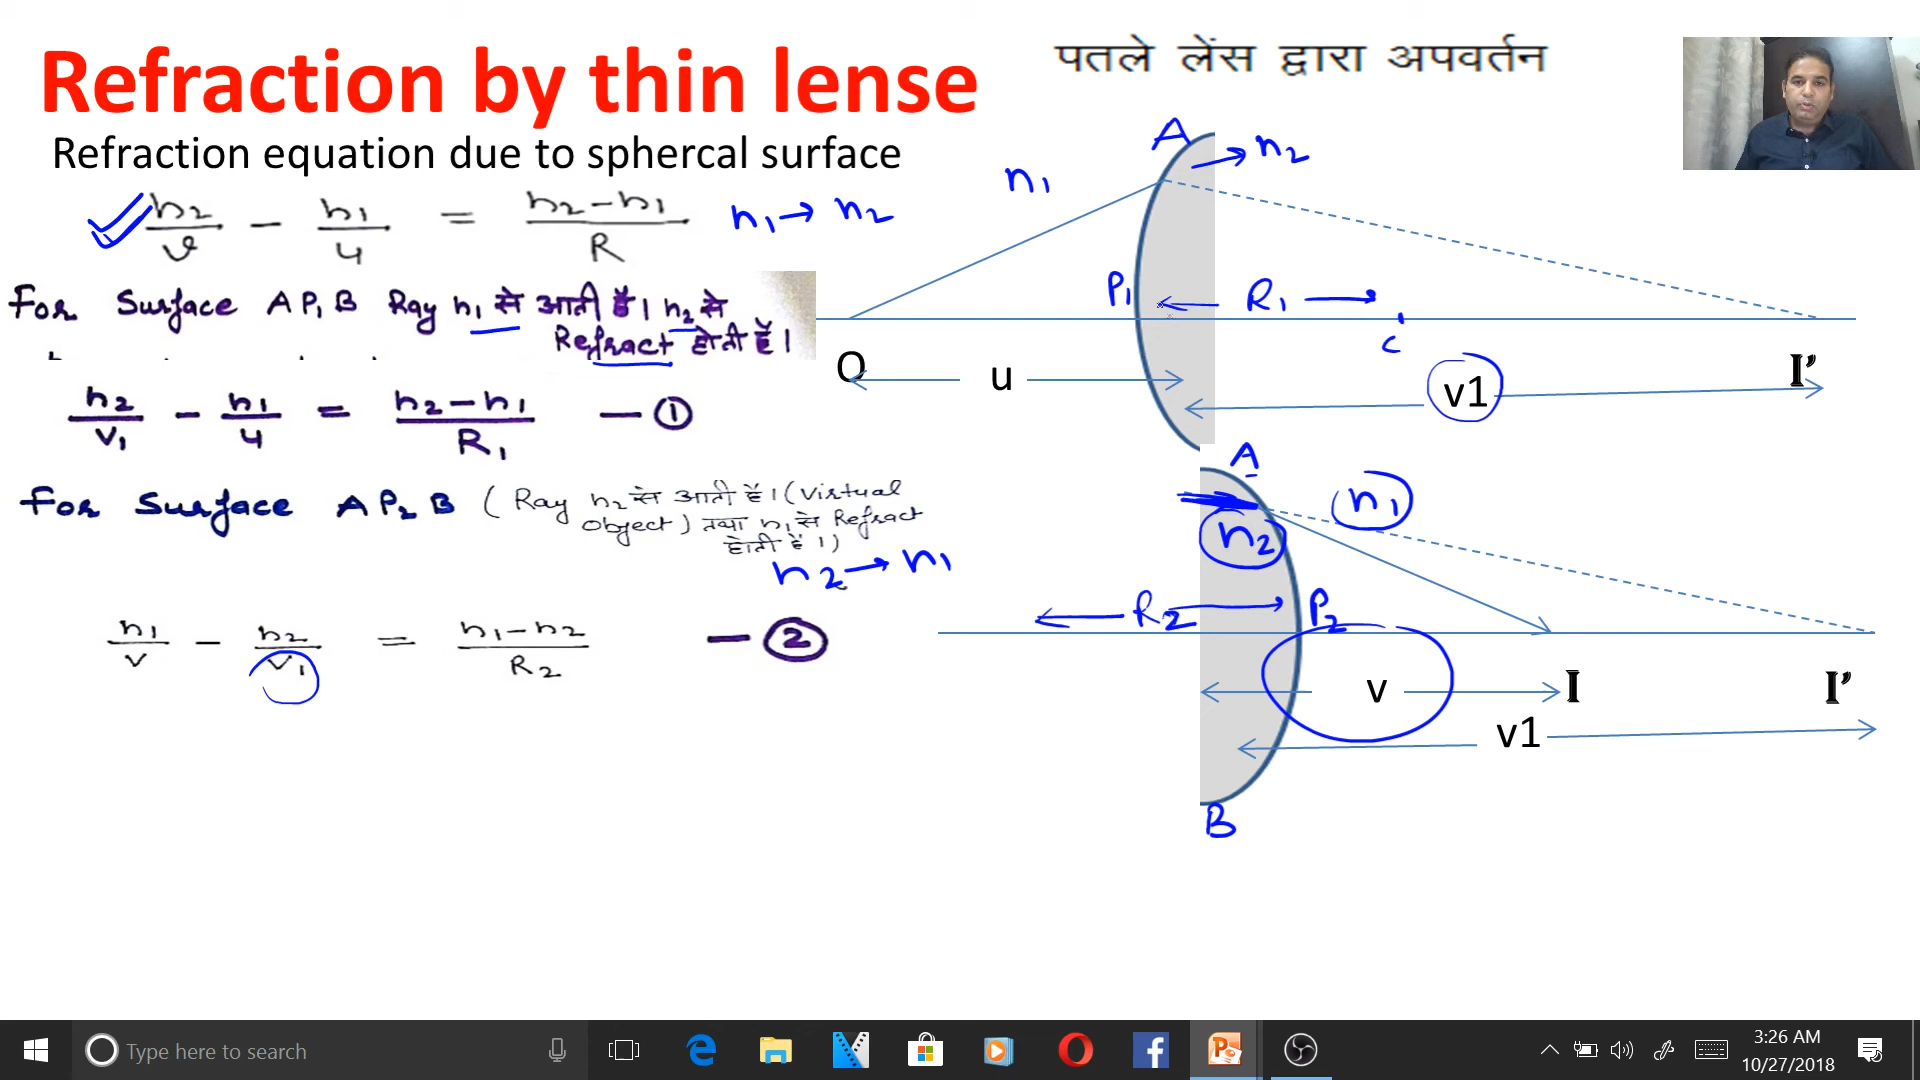 Refraction by thin lense
पतले लेंस द्वारा अपवर्तन
Refraction equation due to sphercal surface
n2/v - n1/u = n2-n1/R
n1 → n2
For Surface AP1B Ray n1 से आती है। n2 से
Refract होती है।
n2/v1 - n1/u = n2-n1/R1 — ①
For Surface AP2B (Ray n2 से आती है। (virtual
object) तथा n1 से Refract
होती है।)
n2 → n1
n1/v - n2/v1 = n1-n2/R2 — ②
A
n2
n1
P1
R1
C
O
u
v1
I’
A
n1
n2
R2
P2
v
I
I’
v1
B
Type here to search
3:26 AM
10/27/2018